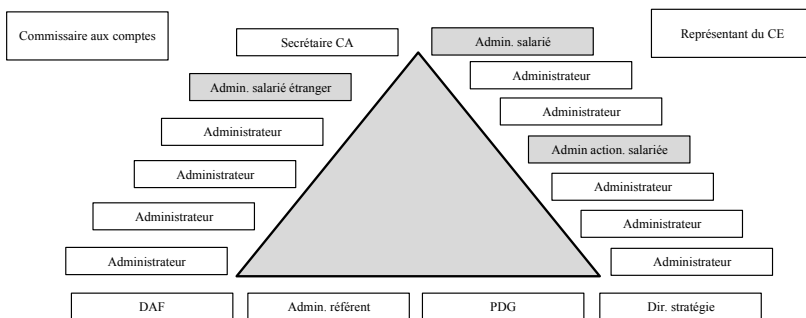 Commissaire aux comptes
Secrétaire CA
Admin. salarié
Représentant du CE
Admin. salarié étranger
Administrateur
Administrateur
Administrateur
Administrateur
Admin action. salariée
Administrateur
Administrateur
Administrateur
Administrateur
Administrateur
Administrateur
DAF
Admin. référent
PDG
Dir. stratégie